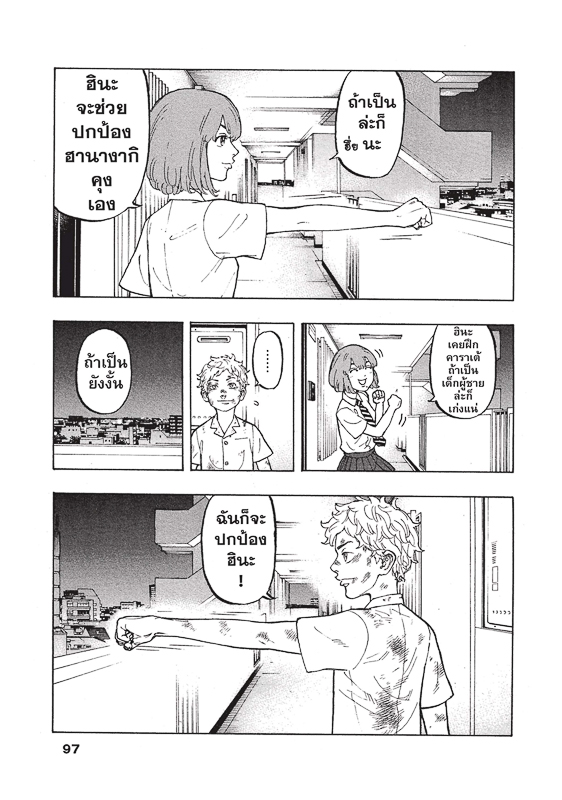 ถ้าเป็น
ล่ะก็
ฮึ่ย นะ
ฮินะ
จะช่วย
ปกป้อง
ฮานางากิ
คุง
เอง
ฮินะ
เคยฝึก
คาราเต้
ถ้าเป็น
เด็กผู้ชาย
ล่ะก็
เก่งแน่
……
ถ้าเป็น
ยังงั้น
ฉันก็จะ
ปกป้อง
ฮินะ
!
97